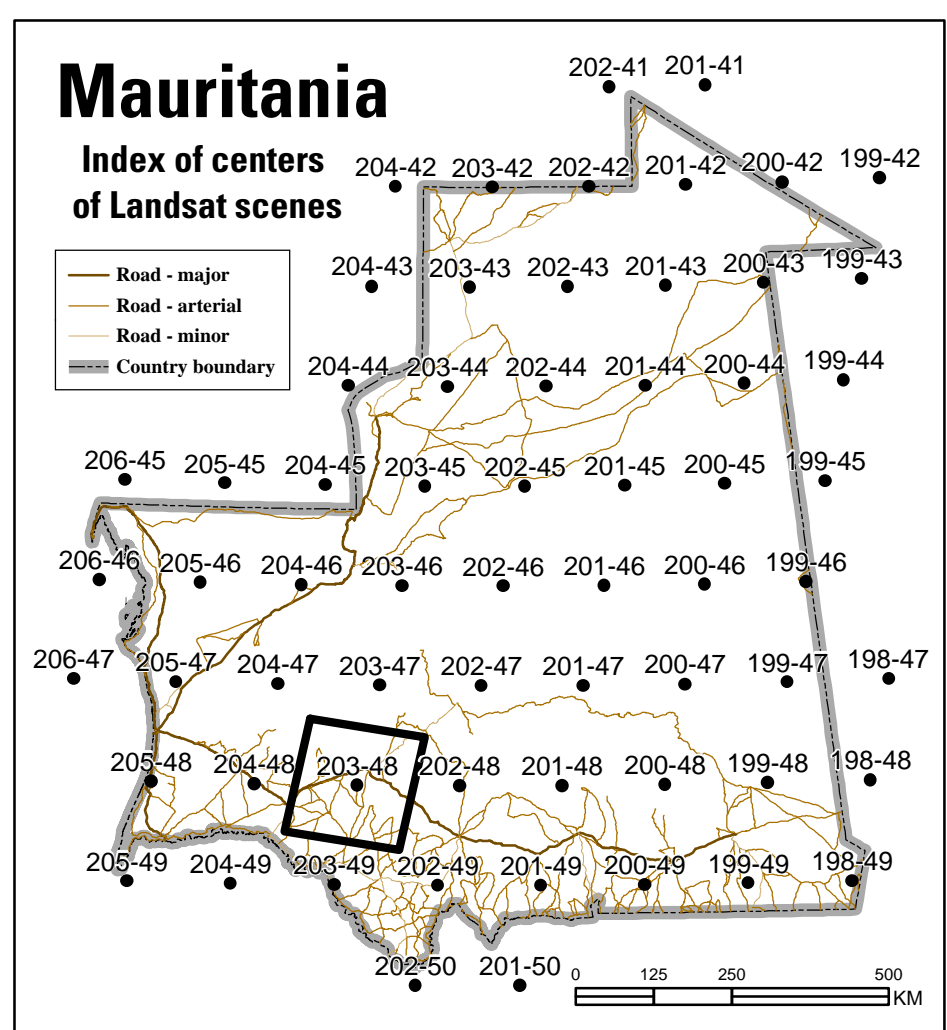 Mauritania
Index of centers
of Landsat scenes
Road - major
Road - arterial
Road - minor
Country boundary
202-41 201-41
204-42 203-42 202-42 201-42 200-42 199-42
204-43 203-43 202-43 201-43 200-43 199-43
204-44 203-44 202-44 201-44 200-44 199-44
206-45 205-45 204-45 203-45 202-45 201-45 200-45 199-45
206-46 205-46 204-46 203-46 202-46 201-46 200-46 199-46
206-47 205-47 204-47 203-47 202-47 201-47 200-47 199-47 198-47
205-48 204-48 203-48 202-48 201-48 200-48 199-48 198-48
205-49 204-49 203-49 202-49 201-49 200-49 199-49 198-49
202-50 201-50
0 125 250 500
KM